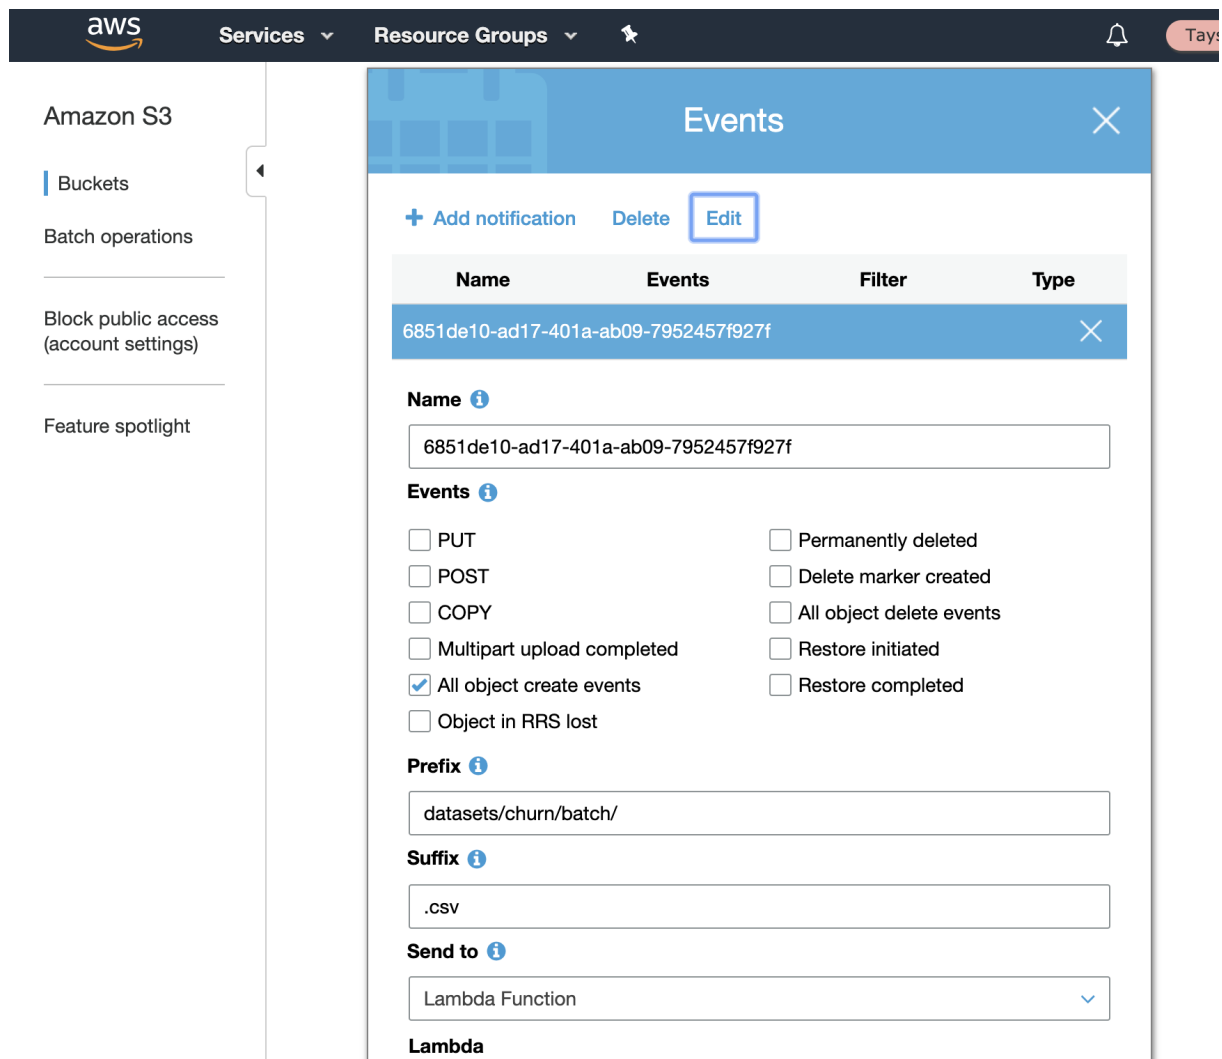 aws Services Resource Groups Tays
Amazon S3
Buckets
Batch operations
Block public access
(account settings)
Feature spotlight
Events
Add notification Delete Edit
Name Events Filter Type
6851de10-ad17-401a-ab09-7952457f927f
Name
6851de10-ad17-401a-ab09-7952457f927f
Events
PUT Permanently deleted
POST Delete marker created
COPY All object delete events
Multipart upload completed Restore initiated
All object create events Restore completed
Object in RRS lost
Prefix
datasets/churn/batch/
Suffix
.csv
Send to
Lambda Function
Lambda